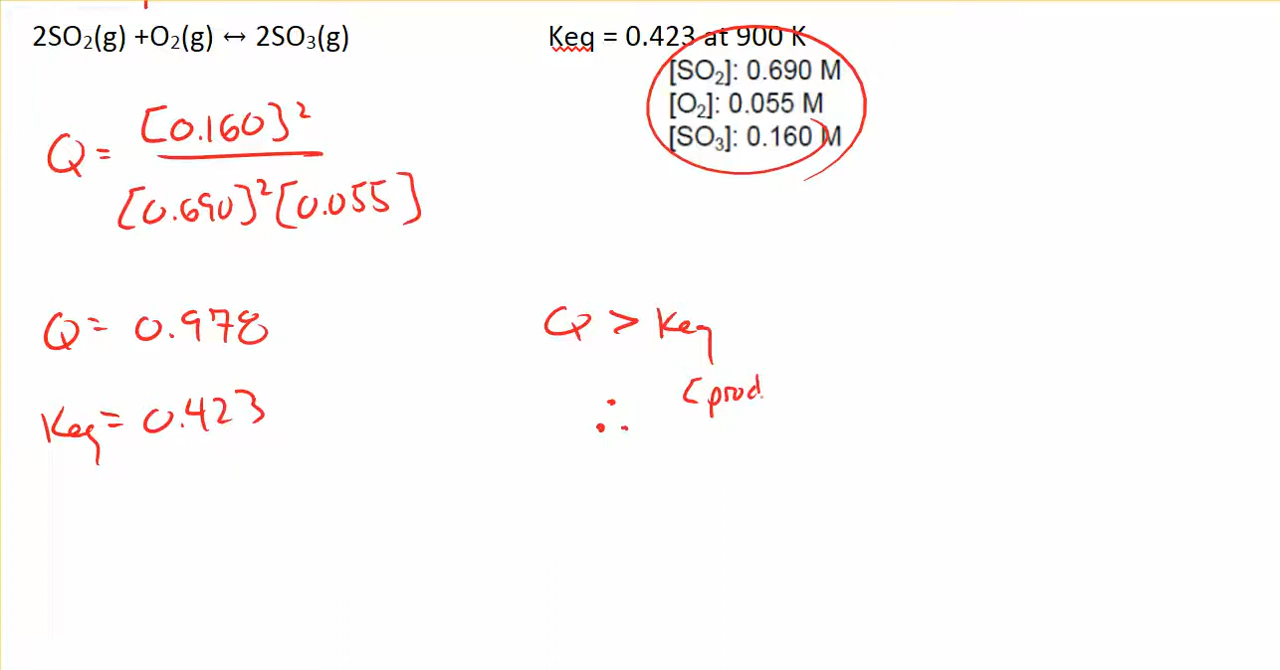 2SO₂(g) +O₂(g) ↔ 2SO₃(g)
Keq = 0.423 at 900 K
[SO₂]: 0.690 M
[O₂]: 0.055 M
[SO₃]: 0.160 M
Q = [0.160]²
[0.690]²[0.055]
Q = 0.978
Keq = 0.423
Q > Keq
∴ [prod